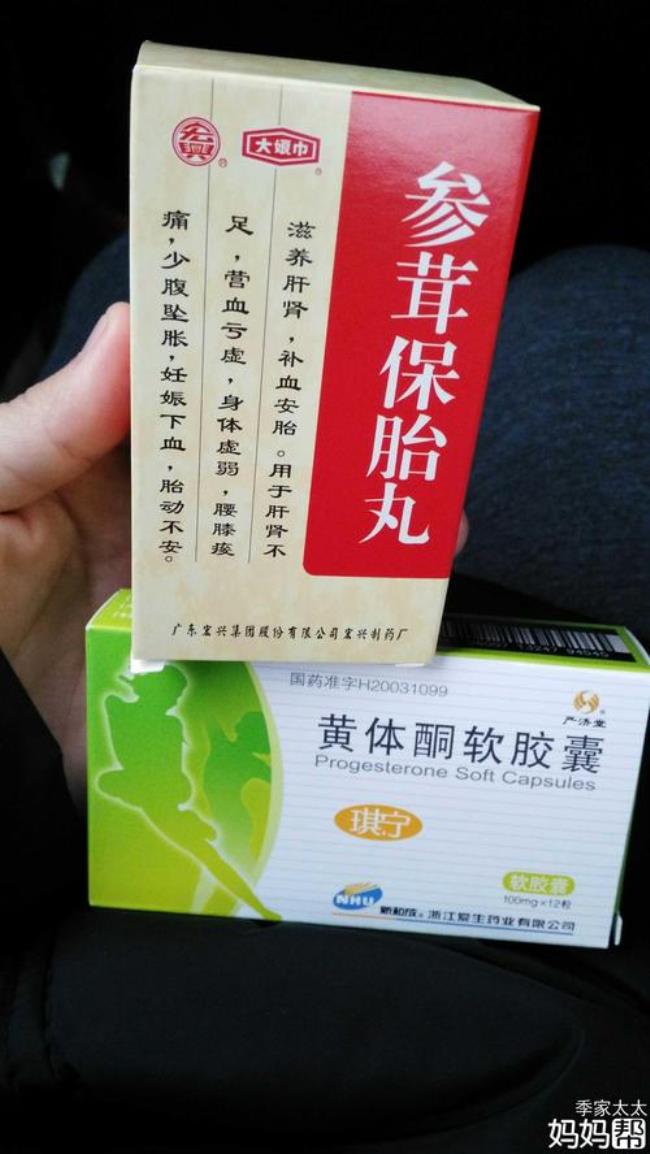 宏興
大娘巾
参茸保胎丸
滋养肝肾，补血安胎。用于肝肾不
足，营血亏虚，身体虚弱，腰膝痠
痛，少腹坠胀，妊娠下血，胎动不安。
广东宏兴集团股份有限公司宏兴制药厂
国药准字H20031099
严济堂
黄体酮软胶囊
Progesterone Soft Capsules
琪宁
软胶囊
100mg×12粒
NHU
新和成
浙江爱生药业有限公司
季家太太
妈妈帮